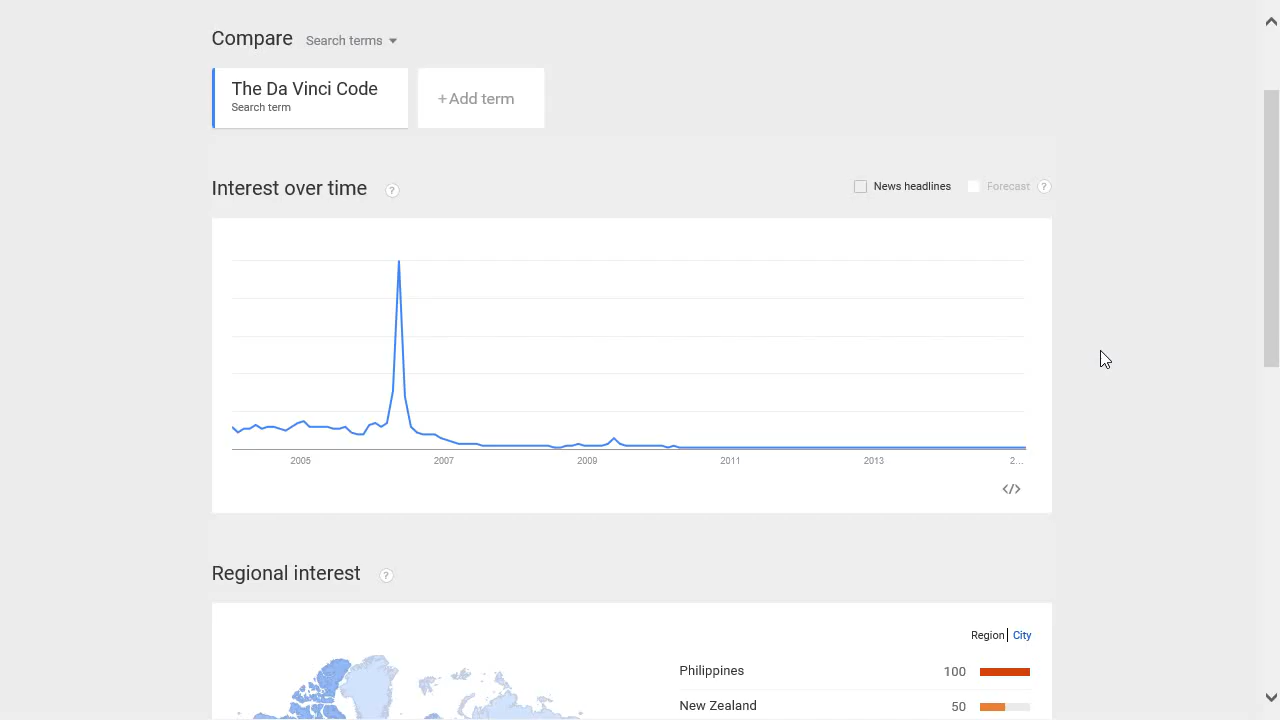 Compare Search terms
The Da Vinci Code
Search term
+Add term
Interest over time ?
News headlines Forecast ?
2005 2007 2009 2011 2013 2...
</>
Regional interest ?
Region City
Philippines 100
New Zealand 50